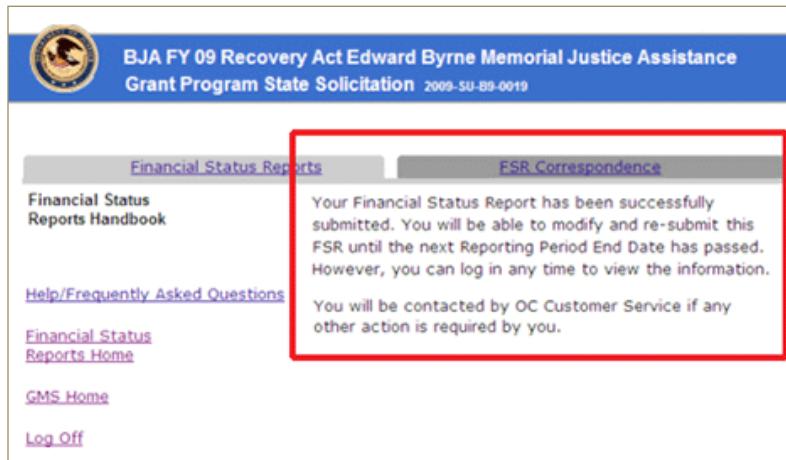 BJA FY 09 Recovery Act Edward Byrne Memorial Justice Assistance
Grant Program State Solicitation 2009-SU-B9-0019
Financial Status Reports
FSR Correspondence
Financial Status
Reports Handbook
Help/Frequently Asked Questions
Financial Status
Reports Home
GMS Home
Log Off
Your Financial Status Report has been successfully
submitted. You will be able to modify and re-submit this
FSR until the next Reporting Period End Date has passed.
However, you can log in any time to view the information.
You will be contacted by OC Customer Service if any
other action is required by you.